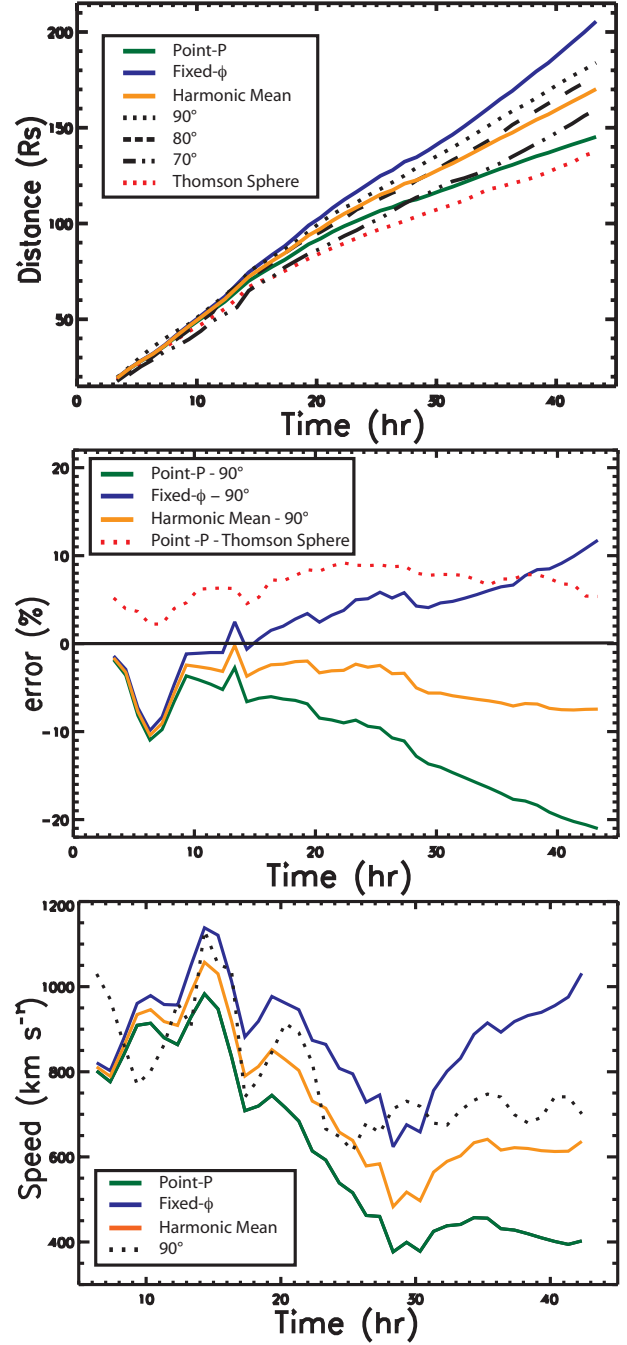 200
150
100
50
Distance (Rs)
Point-P
Fixed-ϕ
Harmonic Mean
90°
80°
70°
Thomson Sphere
0 10 20 30 40
Time (hr)
20
10
0
-10
-20
error (%)
Point-P - 90°
Fixed-ϕ – 90°
Harmonic Mean - 90°
Point -P - Thomson Sphere
0 10 20 30 40
Time (hr)
1200
1000
800
600
400
Speed (km s⁻¹)
Point-P
Fixed-ϕ
Harmonic Mean
90°
10 20 30 40
Time (hr)